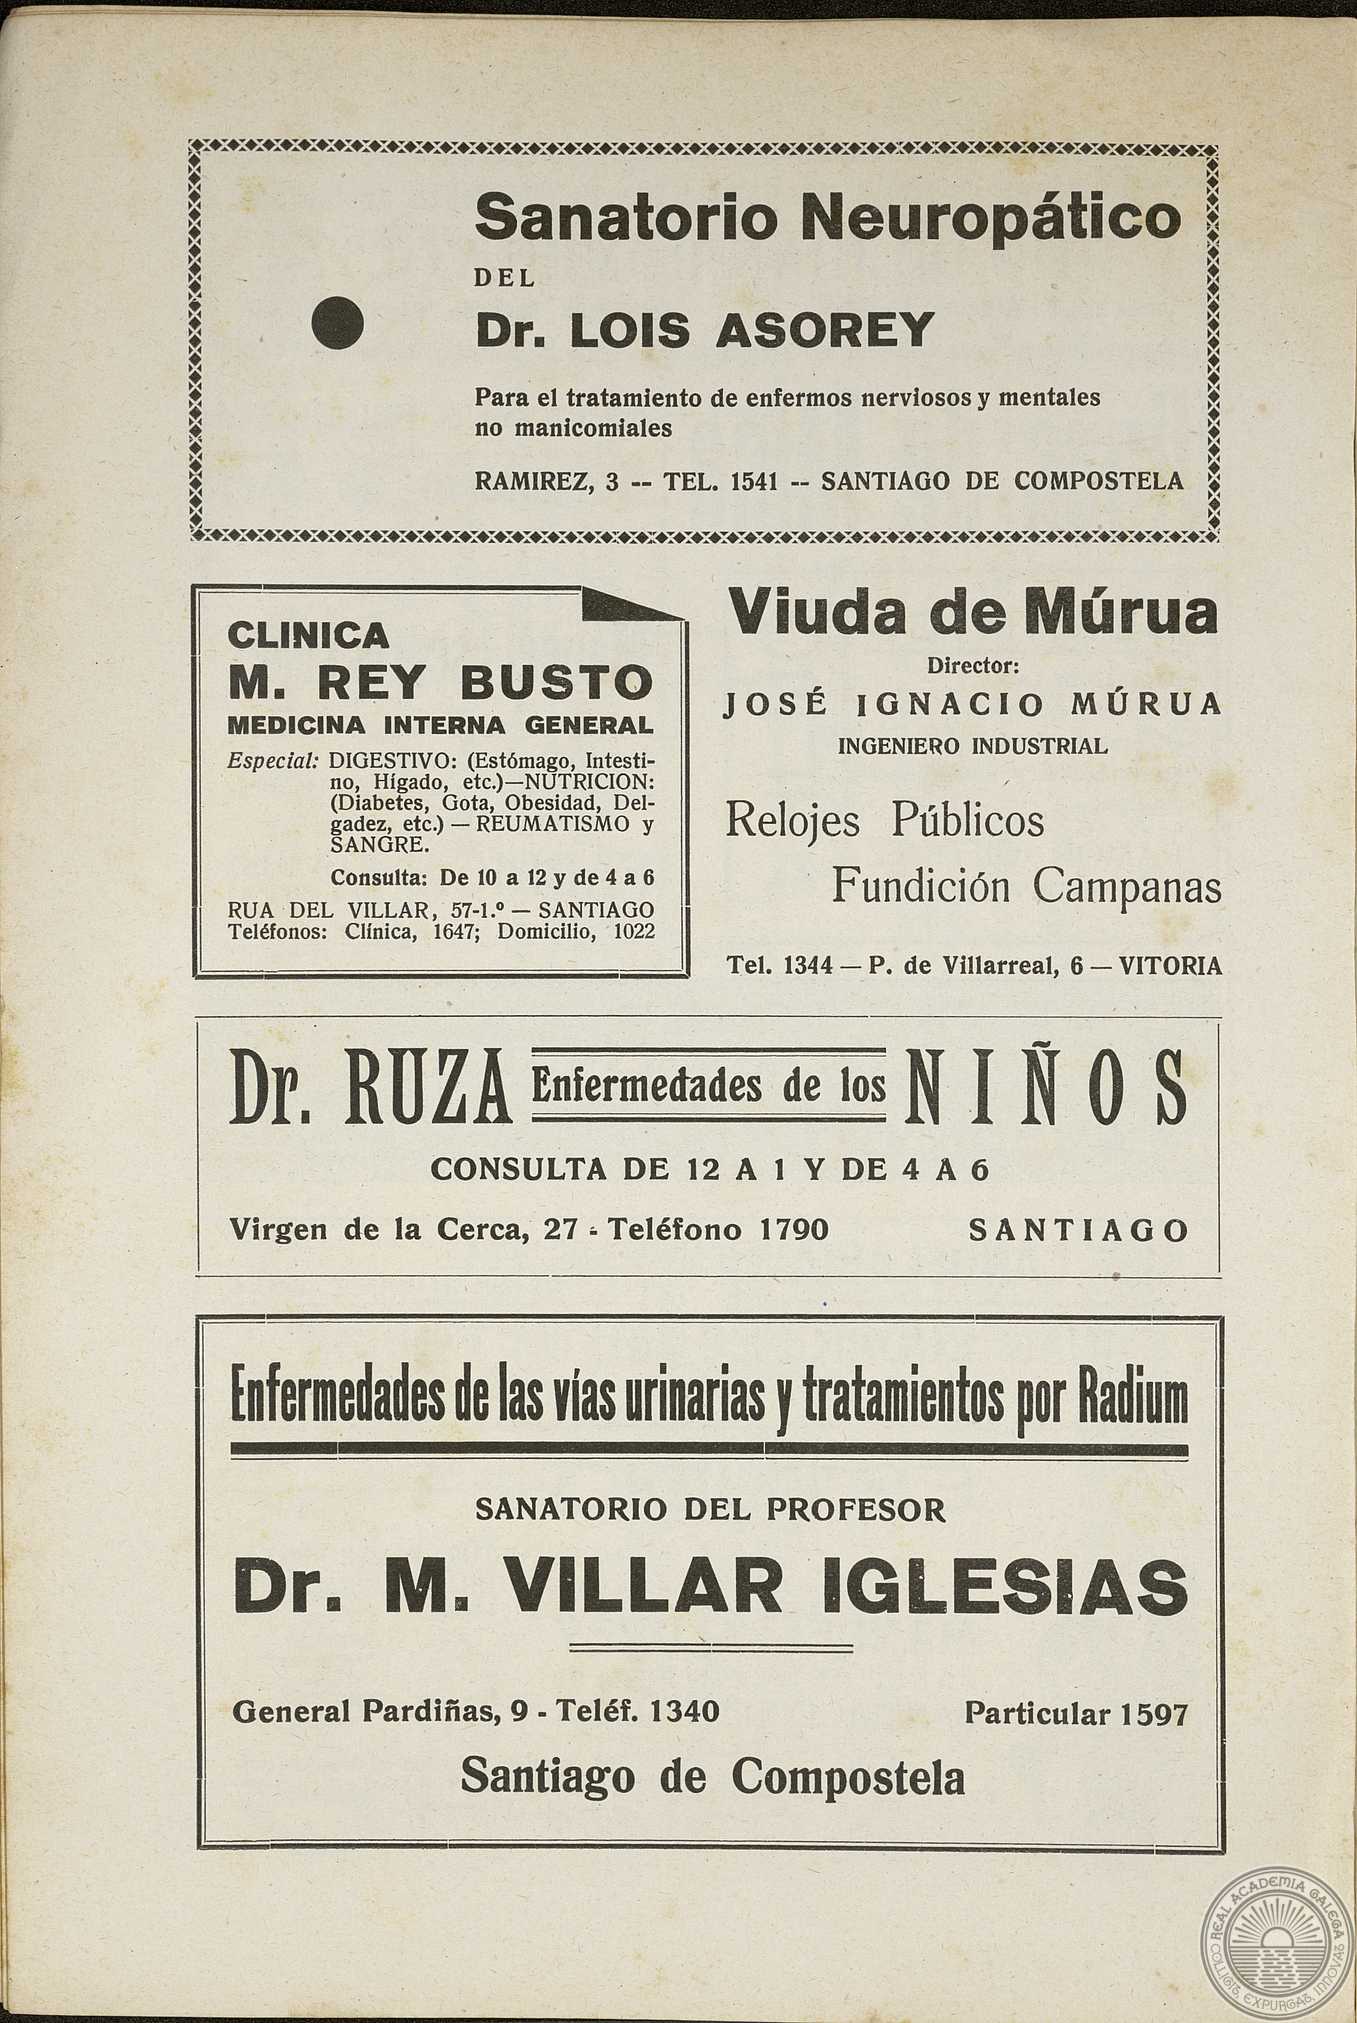 Sanatorio Neuropático
DEL
Dr. LOIS ASOREY
Para el tratamiento de enfermos nerviosos y mentales
no manicomiales
RAMIREZ, 3 -- TEL. 1541 -- SANTIAGO DE COMPOSTELA
CLINICA
M. REY BUSTO
MEDICINA INTERNA GENERAL
Especial: DIGESTIVO: (Estómago, Intesti-
no, Hígado, etc.)—NUTRICION:
(Diabetes, Gota, Obesidad, Del-
gadez, etc.) — REUMATISMO y
SANGRE.
Consulta: De 10 a 12 y de 4 a 6
RUA DEL VILLAR, 57-1.º — SANTIAGO
Teléfonos: Clínica, 1647; Domicilio, 1022
Viuda de Múrua
Director:
JOSÉ IGNACIO MÚRUA
INGENIERO INDUSTRIAL
Relojes Públicos
Fundición Campanas
Tel. 1344 — P. de Villarreal, 6 — VITORIA
Dr. RUZA Enfermedades de los NIÑOS
CONSULTA DE 12 A 1 Y DE 4 A 6
Virgen de la Cerca, 27 - Teléfono 1790 SANTIAGO
Enfermedades de las vías urinarias y tratamientos por Radium
SANATORIO DEL PROFESOR
Dr. M. VILLAR IGLESIAS
General Pardiñas, 9 - Teléf. 1340 Particular 1597
Santiago de Compostela
REAL ACADEMIA GALEGA
COLLIGIT, EXPURGAT, INNOVAT